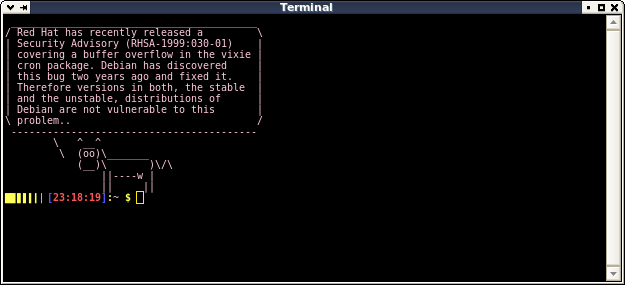 Terminal
 _________________________________________
/ Red Hat has recently released a         \
| Security Advisory (RHSA-1999:030-01)    |
| covering a buffer overflow in the vixie |
| cron package. Debian has discovered     |
| this bug two years ago and fixed it.    |
| Therefore versions in both, the stable  |
| and the unstable, distributions of      |
| Debian are not vulnerable to this       |
\ problem..                               /
 -----------------------------------------
        \   ^__^
         \  (oo)\_______
            (__)\       )\/\
                ||----w |
                ||     ||
[23:18:19]:~ $